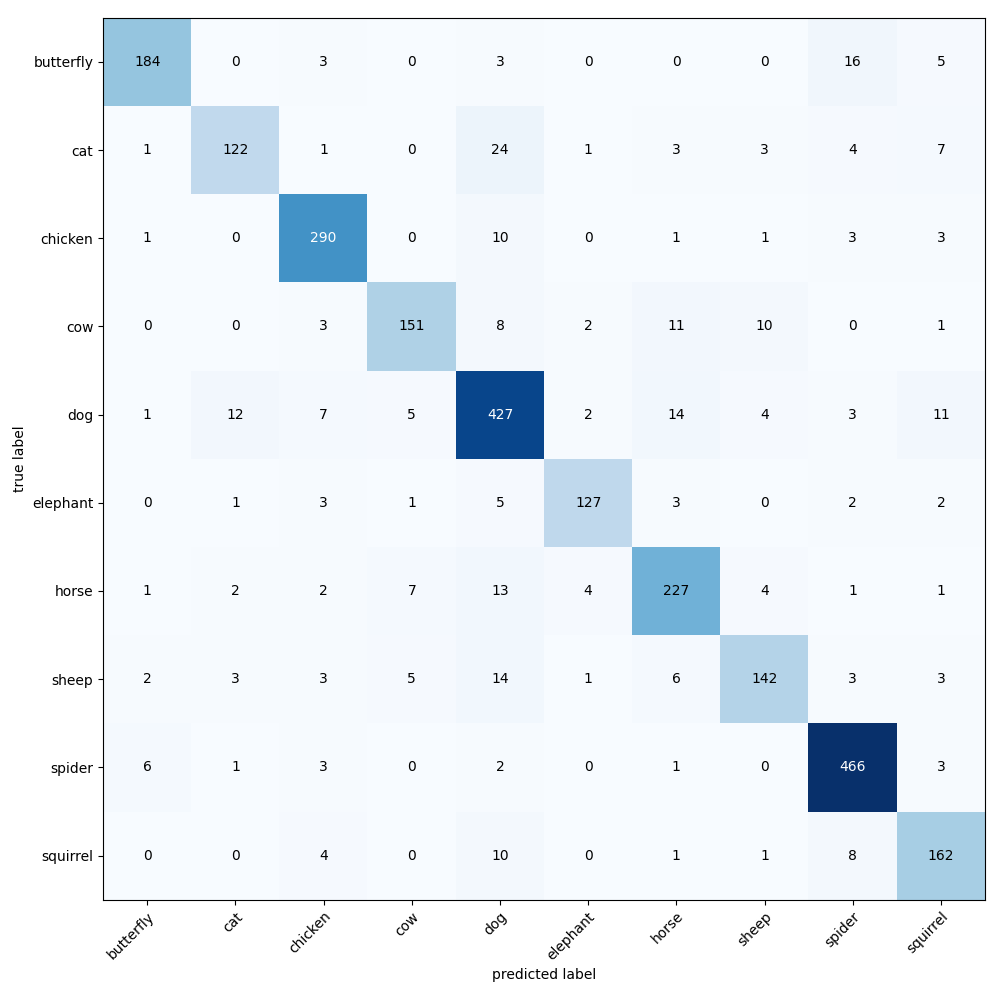 butterfly 184 0 3 0 3 0 0 0 16 5
cat 1 122 1 0 24 1 3 3 4 7
chicken 1 0 290 0 10 0 1 1 3 3
cow 0 0 3 151 8 2 11 10 0 1
dog 1 12 7 5 427 2 14 4 3 11
elephant 0 1 3 1 5 127 3 0 2 2
horse 1 2 2 7 13 4 227 4 1 1
sheep 2 3 3 5 14 1 6 142 3 3
spider 6 1 3 0 2 0 1 0 466 3
squirrel 0 0 4 0 10 0 1 1 8 162
true label
butterfly cat chicken cow dog elephant horse sheep spider squirrel
predicted label